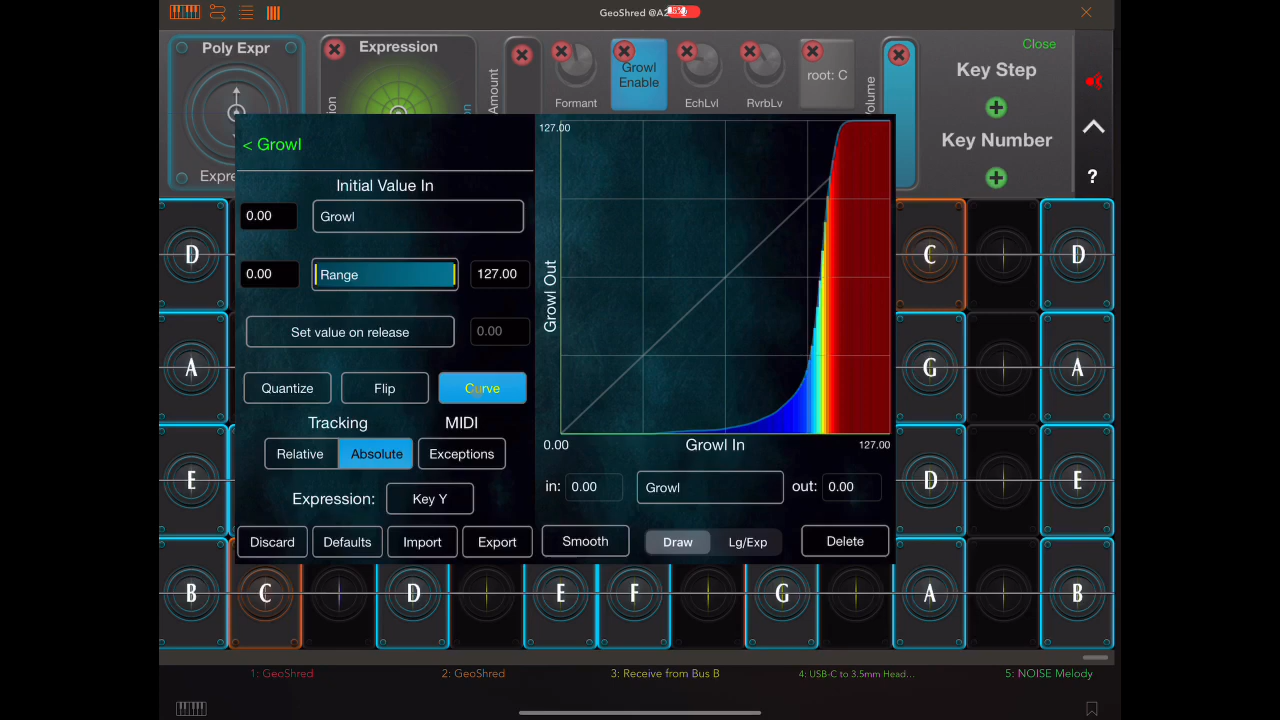 GeoShred @A2
Poly Expr
Expression
Amount
Formant
Growl Enable
EchLvl
RvrbLv
root: C
Volume
Close
Key Step
Key Number
?
Expre
< Growl
Initial Value In
0.00
Growl
0.00
Range
127.00
Set value on release
0.00
Quantize
Flip
Curve
Tracking
MIDI
Relative
Absolute
Exceptions
Expression:
Key Y
Discard
Defaults
Import
Export
127.00
Growl Out
0.00
Growl In
127.00
in:
0.00
Growl
out:
0.00
Smooth
Draw
Lg/Exp
Delete
D
C
D
A
G
A
E
D
E
B
C
D
E
F
G
A
B
1: GeoShred
2: GeoShred
3: Receive from Bus B
4: USB-C to 3.5mm Head...
5: NOISE Melody